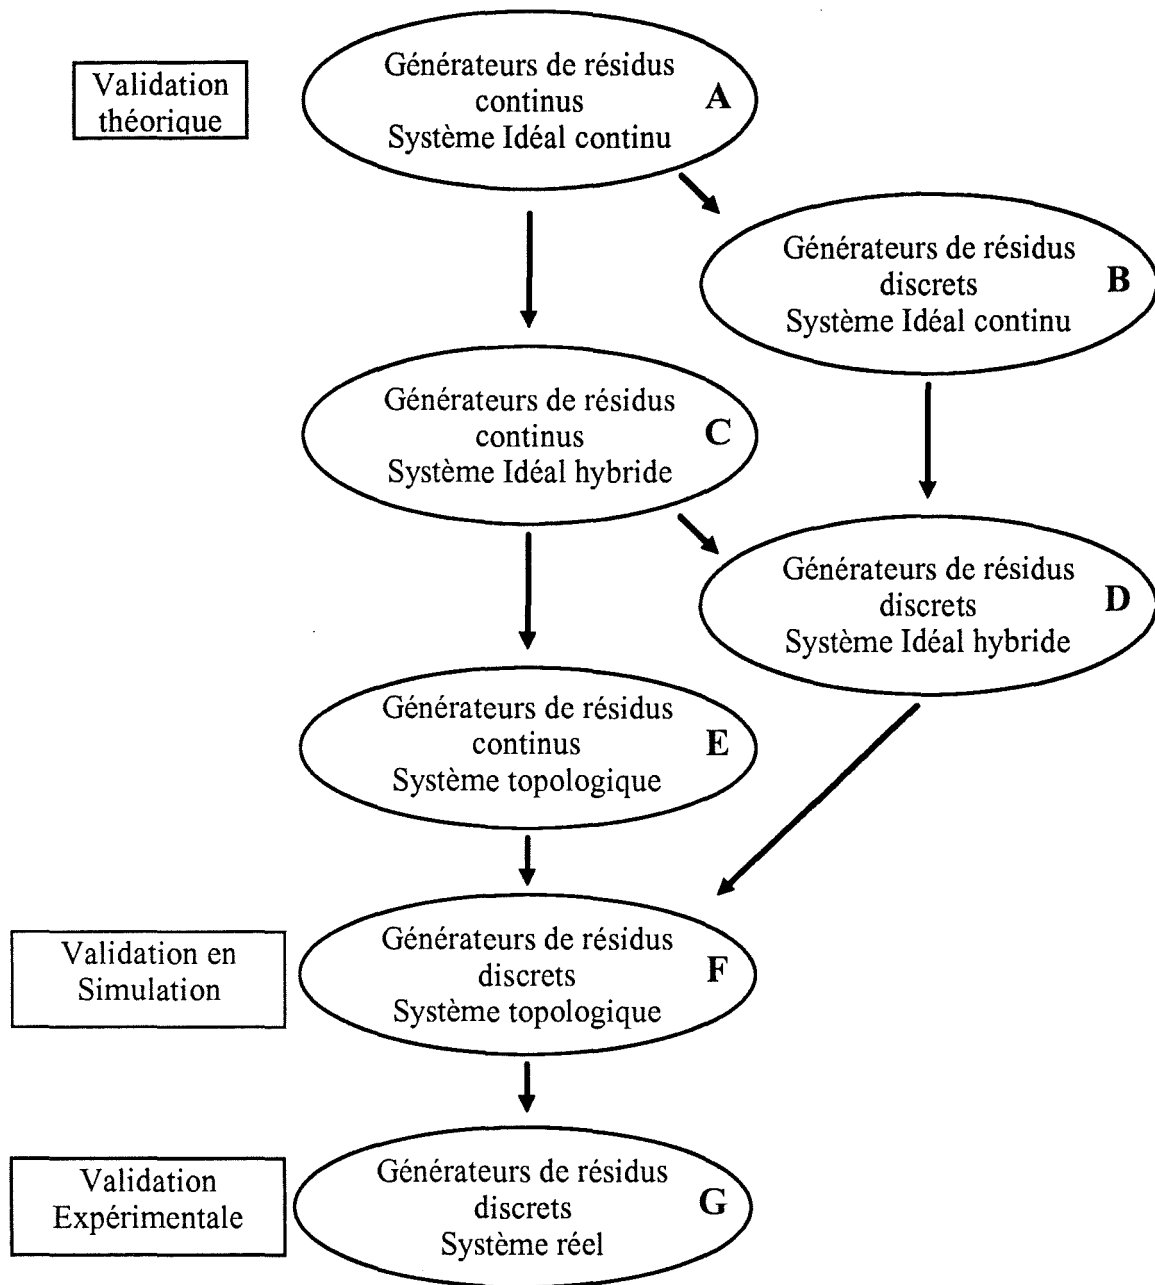 Validation
théorique
Générateurs de résidus
continus
Système Idéal continu
A
Générateurs de résidus
discrets
Système Idéal continu
B
Générateurs de résidus
continus
Système Idéal hybride
C
Générateurs de résidus
discrets
Système Idéal hybride
D
Générateurs de résidus
continus
Système topologique
E
Validation en
Simulation
Générateurs de résidus
discrets
Système topologique
F
Validation
Expérimentale
Générateurs de résidus
discrets
Système réel
G